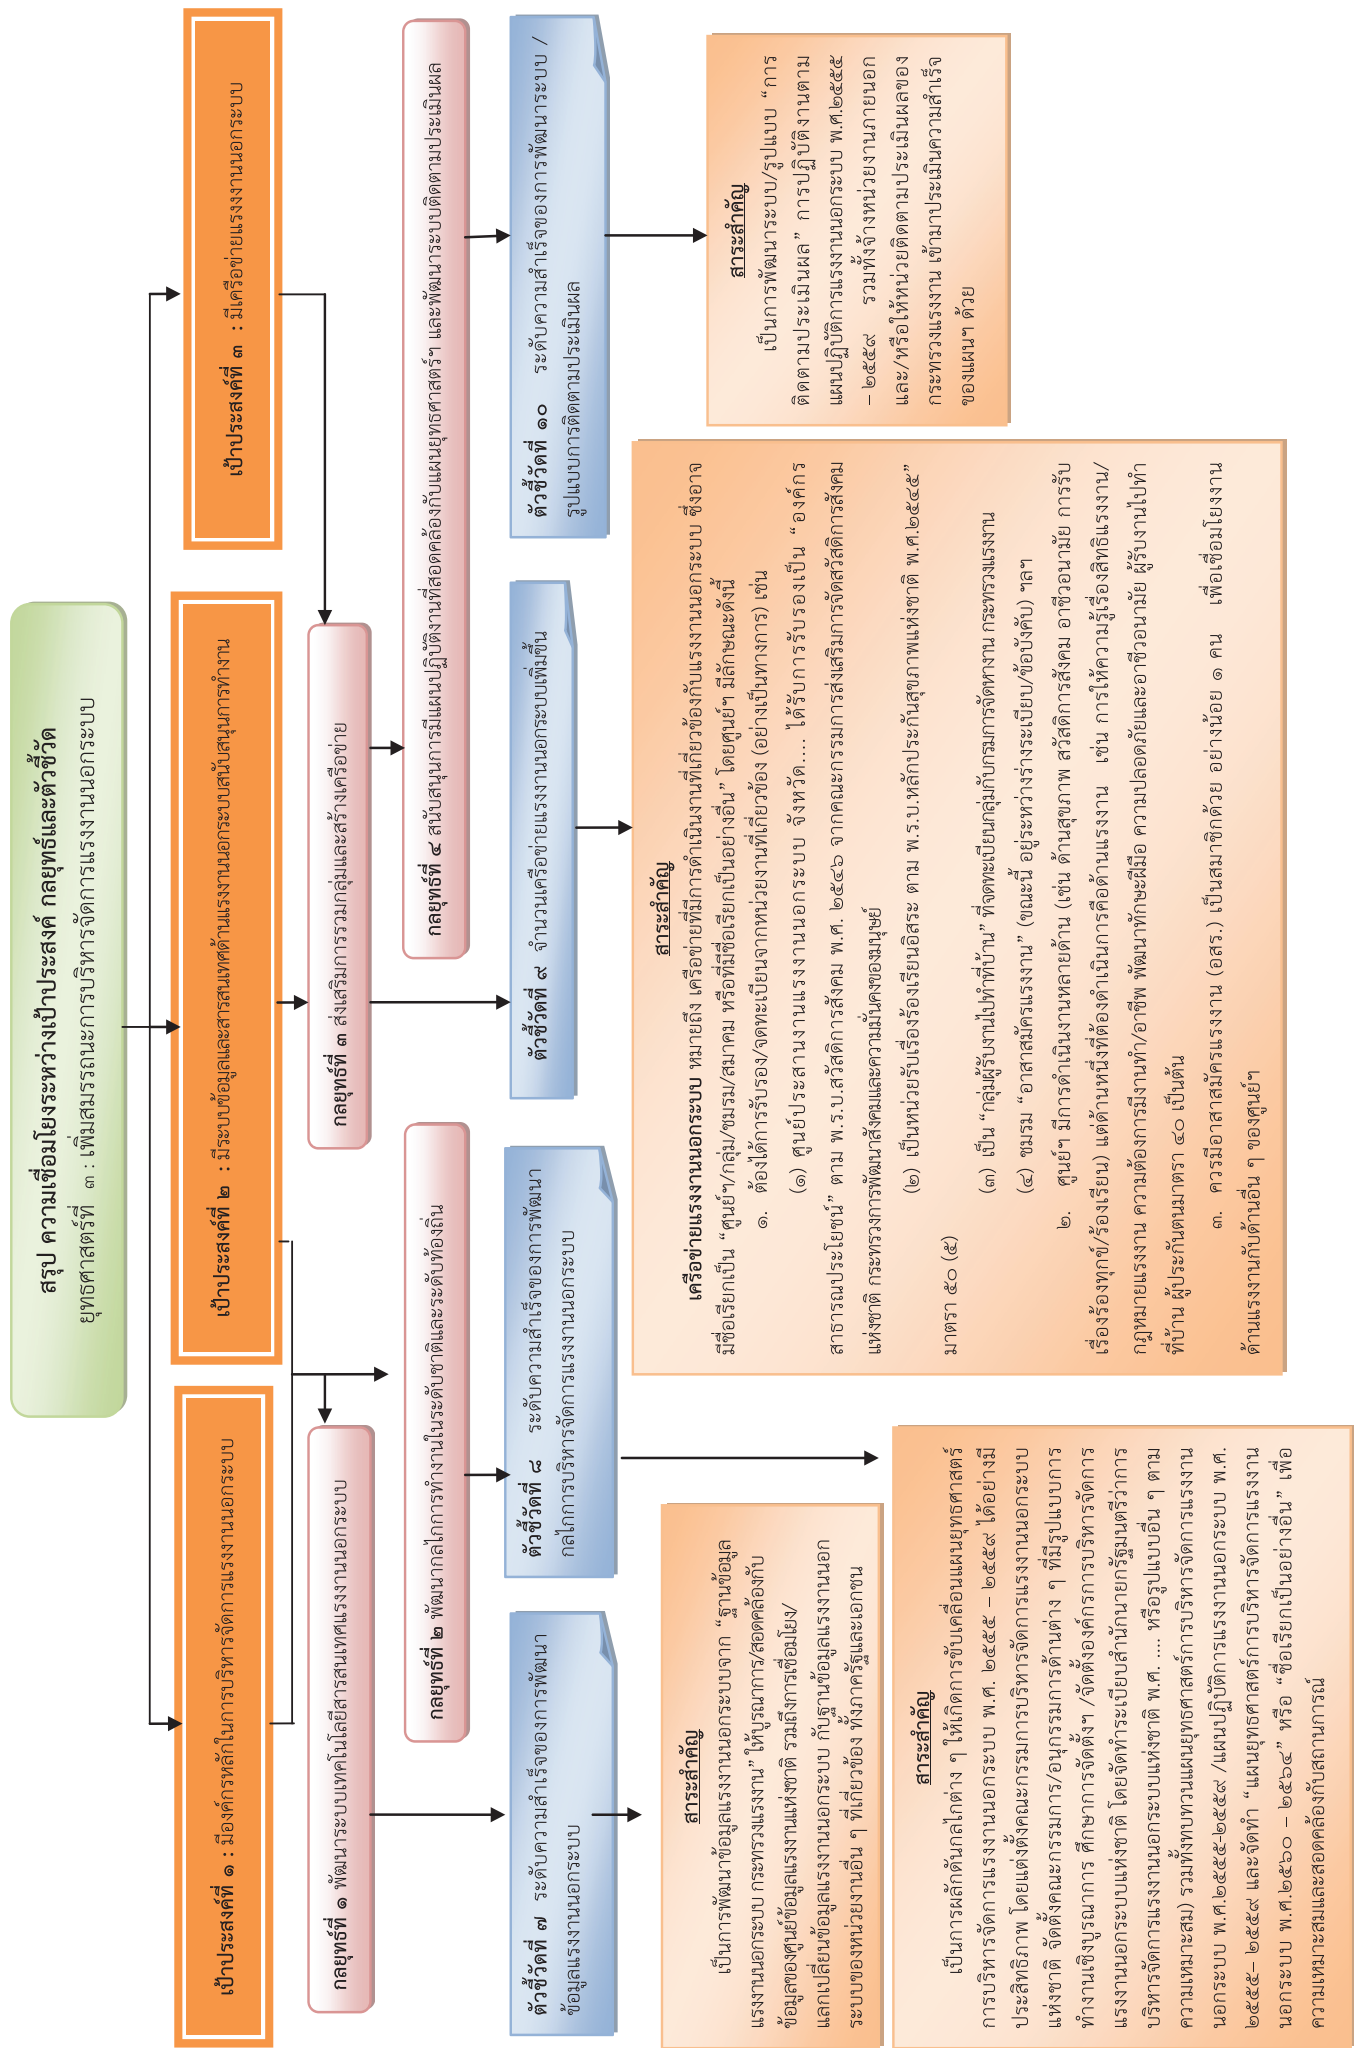 สรุป ความเชื่อมโยงระหว่างเป้าประสงค์ กลยุทธ์และตัวชี้วัด
ยุทธศาสตร์ที่ ๓ : เพิ่มสมรรถนะการบริหารจัดการแรงงานนอกระบบ
เป้าประสงค์ที่ ๑ : มีองค์กรหลักในการบริหารจัดการแรงงานนอกระบบ
เป้าประสงค์ที่ ๒ : มีระบบข้อมูลและสารสนเทศด้านแรงงานนอกระบบสนับสนุนการทำงาน
เป้าประสงค์ที่ ๓ : มีเครือข่ายแรงงงานนอกระบบ
กลยุทธ์ที่ ๑ พัฒนาระบบเทคโนโลยีสารสนเทศแรงงานนอกระบบ
กลยุทธ์ที่ ๓ ส่งเสริมการรวมกลุ่มและสร้างเครือข่าย
กลยุทธ์ที่ ๒ พัฒนากลไกการทำงานในระดับชาติและระดับท้องถิ่น
กลยุทธ์ที่ ๔ สนับสนุนการมีแผนปฏิบัติงานที่สอดคล้องกับแผนยุทธศาสตร์ฯ และพัฒนาระบบติดตามประเมินผล
ตัวชี้วัดที่ ๗ ระดับความสำเร็จของการพัฒนา
ข้อมูลแรงงานนอกระบบ
ตัวชี้วัดที่ ๘ ระดับความสำเร็จของการพัฒนา
กลไกการบริหารจัดการแรงงานนอกระบบ
ตัวชี้วัดที่ ๙ จำนวนเครือข่ายแรงงานนอกระบบเพิ่มขึ้น
ตัวชี้วัดที่ ๑๐ ระดับความสำเร็จของการพัฒนาระบบ /
รูปแบบการติดตามประเมินผล
สาระสำคัญ
เป็นการพัฒนาข้อมูลแรงงานนอกระบบจาก “ฐานข้อมูล
แรงงานนอกระบบ กระทรวงแรงงาน” ให้บูรณาการ/สอดคล้องกับ
ข้อมูลของศูนย์ข้อมูลแรงงานแห่งชาติ รวมถึงการเชื่อมโยง/
แลกเปลี่ยนข้อมูลแรงงานนอกระบบ กับฐานข้อมูลแรงงานนอก
ระบบของหน่วยงานอื่น ๆ ที่เกี่ยวข้อง ทั้งภาครัฐและเอกชน
สาระสำคัญ
เป็นการผลักดันกลไกต่าง ๆ ให้เกิดการขับเคลื่อนแผนยุทธศาสตร์
การบริหารจัดการแรงงานนอกระบบ พ.ศ. ๒๕๕๕ – ๒๕๕๙ ได้อย่างมี
ประสิทธิภาพ โดยแต่งตั้งคณะกรรมการบริหารจัดการแรงงานนอกระบบ
แห่งชาติ จัดตั้งคณะกรรมการ/อนุกรรมการด้านต่าง ๆ ที่มีรูปแบบการ
ทำงานเชิงบูรณาการ ศึกษาการจัดตั้งฯ /จัดตั้งองค์กรการบริหารจัดการ
แรงงานนอกระบบแห่งชาติ โดยจัดทำระเบียบสำนักนายกรัฐมนตรีว่าการ
บริหารจัดการแรงงานนอกระบบแห่งชาติ พ.ศ. .... หรือรูปแบบอื่น ๆ ตาม
ความเหมาะสม) รวมทั้งทบทวนแผนยุทธศาสตร์การบริหารจัดการแรงงาน
นอกระบบ พ.ศ.๒๕๕๕-๒๕๕๙ /แผนปฏิบัติการแรงงานนอกระบบ พ.ศ.
๒๕๕๕– ๒๕๕๙ และจัดทำ “แผนยุทธศาสตร์การบริหารจัดการแรงงาน
นอกระบบ พ.ศ.๒๕๖๐ – ๒๕๖๔” หรือ “ชื่อเรียกเป็นอย่างอื่น” เพื่อ
ความเหมาะสมและสอดคล้องกับสถานการณ์
สาระสำคัญ
เครือข่ายแรงงานนอกระบบ หมายถึง เครือข่ายที่มีการดำเนินงานที่เกี่ยวข้องกับแรงงานนอกระบบ ซึ่งอาจ
มีชื่อเรียกเป็น “ศูนย์ฯ/กลุ่ม/ชมรม/สมาคม หรือที่มีชื่อเรียกเป็นอย่างอื่น” โดยศูนย์ฯ มีลักษณะดังนี้
๑. ต้องได้การรับรอง/จดทะเบียนจากหน่วยงานที่เกี่ยวข้อง (อย่างเป็นทางการ) เช่น
(๑) ศูนย์ประสานงานแรงงานนอกระบบ จังหวัด.... ได้รับการรับรองเป็น “องค์กร
สาธารณประโยชน์” ตาม พ.ร.บ.สวัสดิการสังคม พ.ศ. ๒๕๔๖ จากคณะกรรมการส่งเสริมการจัดสวัสดิการสังคม
แห่งชาติ กระทรวงการพัฒนาสังคมและความมั่นคงของมนุษย์
(๒) เป็นหน่วยรับเรื่องร้องเรียนอิสระ ตาม พ.ร.บ.หลักประกันสุขภาพแห่งชาติ พ.ศ.๒๕๔๕”
มาตรา ๕๐ (๕)
(๓) เป็น “กลุ่มผู้รับงานไปทำที่บ้าน” ที่จดทะเบียนกลุ่มกับกรมการจัดหางาน กระทรวงแรงงาน
(๔) ชมรม “อาสาสมัครแรงงาน” (ขณะนี้ อยู่ระหว่างร่างระเบียบ/ข้อบังคับ) ฯลฯ
๒. ศูนย์ฯ มีการดำเนินงานหลายด้าน (เช่น ด้านสุขภาพ สวัสดิการสังคม อาชีวอนามัย การรับ
เรื่องร้องทุกข์/ร้องเรียน) แต่ด้านหนึ่งที่ต้องดำเนินการคือด้านแรงงาน เช่น การให้ความรู้เรื่องสิทธิแรงงาน/
กฎหมายแรงงาน ความต้องการมีงานทำ/อาชีพ พัฒนาทักษะฝีมือ ความปลอดภัยและอาชีวอนามัย ผู้รับงานไปทำ
ที่บ้าน ผู้ประกันตนมาตรา ๔๐ เป็นต้น
๓. ควรมีอาสาสมัครแรงงาน (อสร.) เป็นสมาชิกด้วย อย่างน้อย ๑ คน เพื่อเชื่อมโยงงาน
ด้านแรงงานกับด้านอื่น ๆ ของศูนย์ฯ
สาระสำคัญ
เป็นการพัฒนาระบบ/รูปแบบ “การ
ติดตามประเมินผล” การปฏิบัติงานตาม
แผนปฏิบัติการแรงงานนอกระบบ พ.ศ.๒๕๕๕
– ๒๕๕๙ รวมทั้งจ้างหน่วยงานภายนอก
และ/หรือให้หน่วยติดตามประเมินผลของ
กระทรวงแรงงาน เข้ามาประเมินความสำเร็จ
ของแผนฯ ด้วย